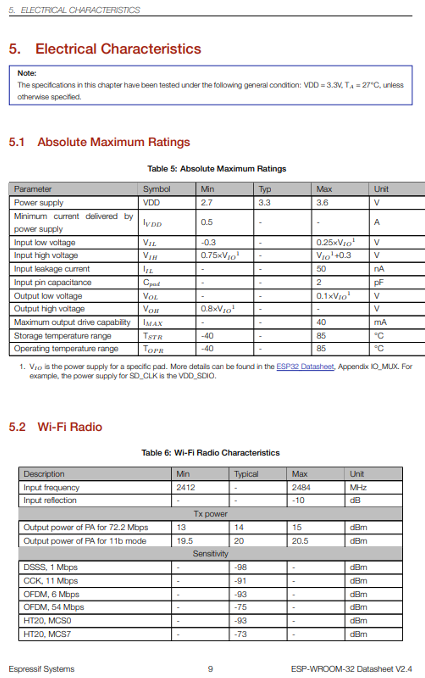 5. ELECTRICAL CHARACTERISTICS
5. Electrical Characteristics
Note:
The specifications in this chapter have been tested under the following general condition: VDD = 3.3V, TA = 27°C, unless
otherwise specified.
5.1 Absolute Maximum Ratings
Table 5: Absolute Maximum Ratings
Parameter Symbol Min Typ Max Unit
Power supply VDD 2.7 3.3 3.6 V
Minimum current delivered by
power supply IVDD 0.5 - - A
Input low voltage VIL -0.3 - 0.25×VIO1 V
Input high voltage VIH 0.75×VIO1 - VIO1+0.3 V
Input leakage current IIL - - 50 nA
Input pin capacitance Cpad - - 2 pF
Output low voltage VOL - - 0.1×VIO1 V
Output high voltage VOH 0.8×VIO1 - - V
Maximum output drive capability IMAX - - 40 mA
Storage temperature range TSTR -40 - 85 °C
Operating temperature range TOPR -40 - 85 °C
1. VIO is the power supply for a specific pad. More details can be found in the ESP32 Datasheet, Appendix IO_MUX. For
example, the power supply for SD_CLK is the VDD_SDIO.
5.2 Wi-Fi Radio
Table 6: Wi-Fi Radio Characteristics
Description Min Typical Max Unit
Input frequency 2412 - 2484 MHz
Input reflection - - -10 dB
Tx power
Output power of PA for 72.2 Mbps 13 14 15 dBm
Output power of PA for 11b mode 19.5 20 20.5 dBm
Sensitivity
DSSS, 1 Mbps - -98 - dBm
CCK, 11 Mbps - -91 - dBm
OFDM, 6 Mbps - -93 - dBm
OFDM, 54 Mbps - -75 - dBm
HT20, MCS0 - -93 - dBm
HT20, MCS7 - -73 - dBm
Espressif Systems 9 ESP-WROOM-32 Datasheet V2.4